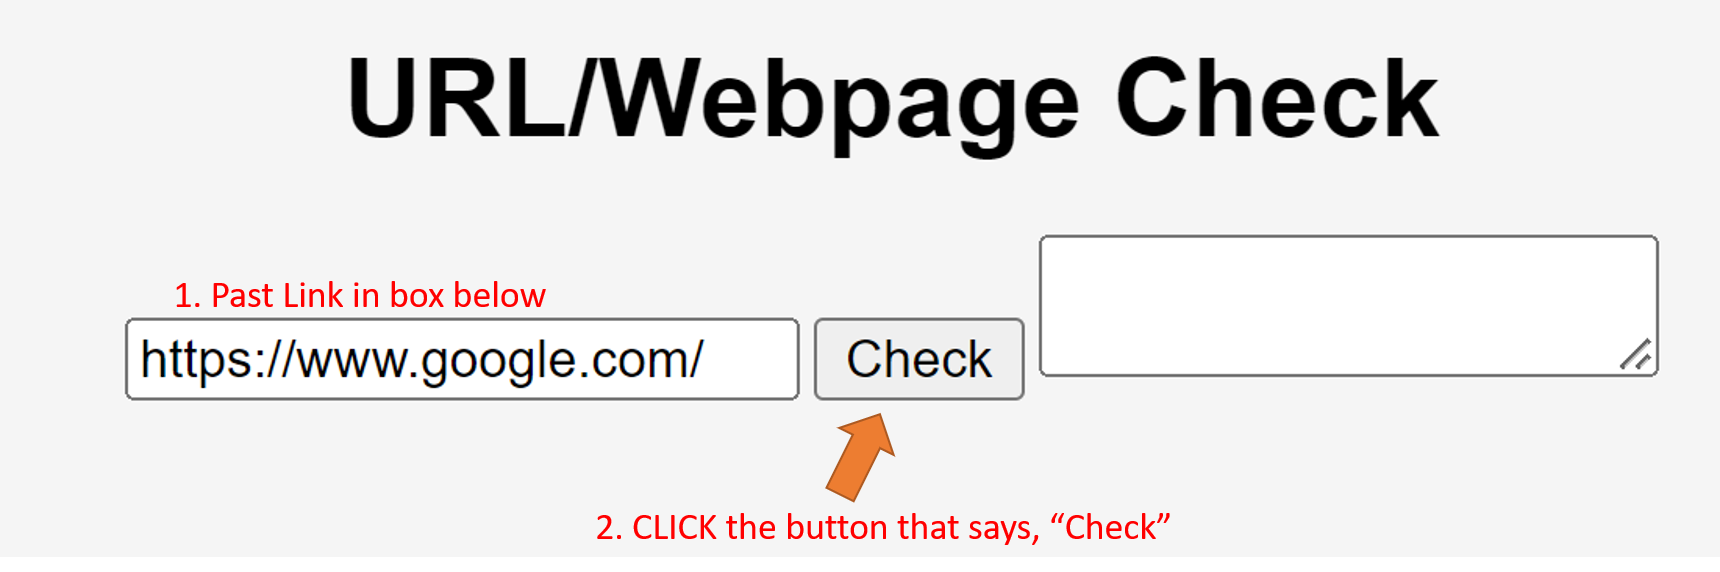 URL/Webpage Check
1. Past Link in box below
https://www.google.com/ Check
2. CLICK the button that says, “Check”